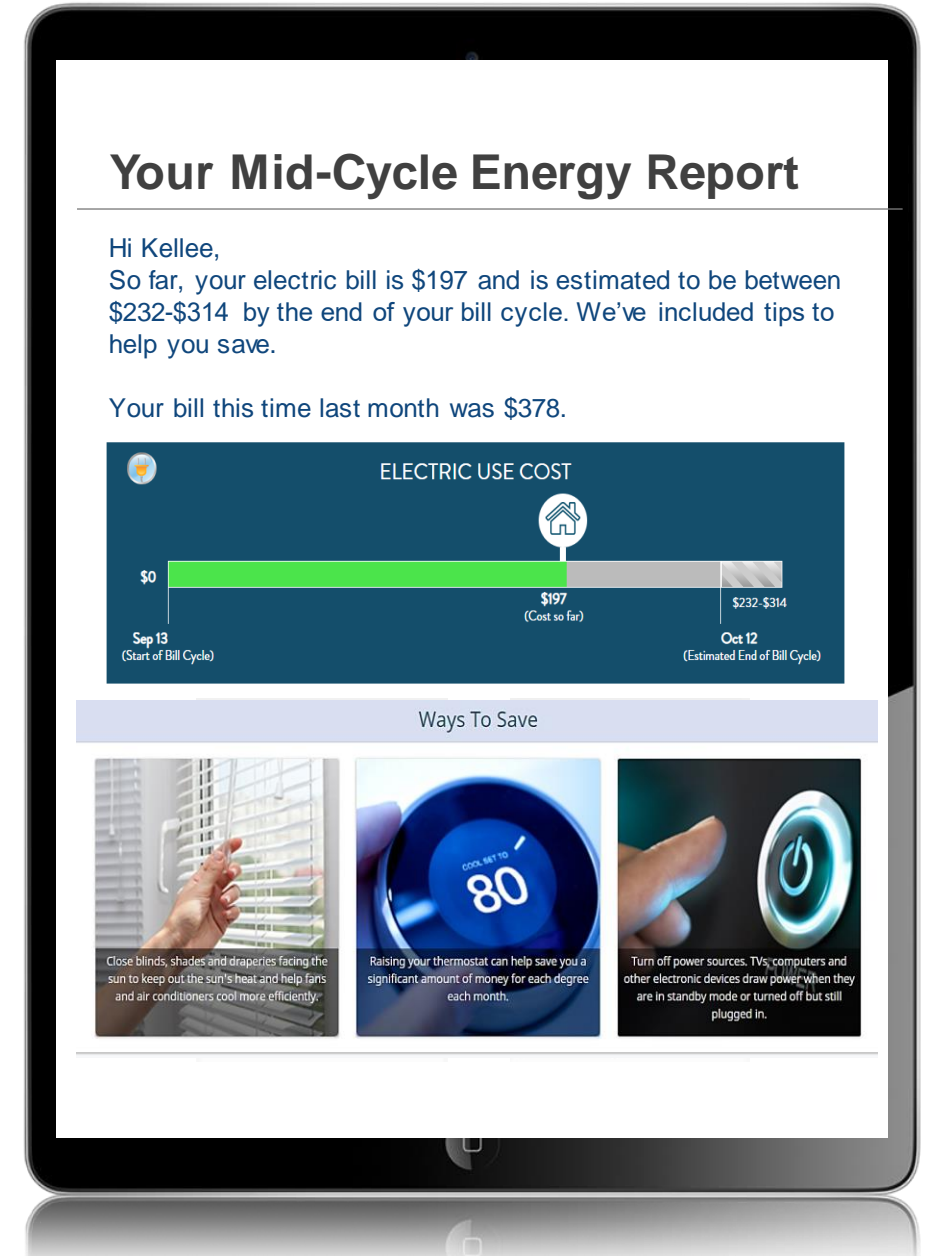 Your Mid-Cycle Energy Report
Hi Kellee,
So far, your electric bill is $197 and is estimated to be between
$232-$314 by the end of your bill cycle. We’ve included tips to
help you save.
Your bill this time last month was $378.
ELECTRIC USE COST
$0
$197
(Cost so far)
$232-$314
Sep 13
(Start of Bill Cycle)
Oct 12
(Estimated End of Bill Cycle)
Ways To Save
Close blinds, shades and draperies facing the
sun to keep out the sun's heat and help fans
and air conditioners cool more efficiently.
COOL SET TO
80
Raising your thermostat can help save you a
significant amount of money for each degree
each month.
POWER
Turn off power sources. TVs, computers and
other electronic devices draw power when they
are in standby mode or turned off but still
plugged in.